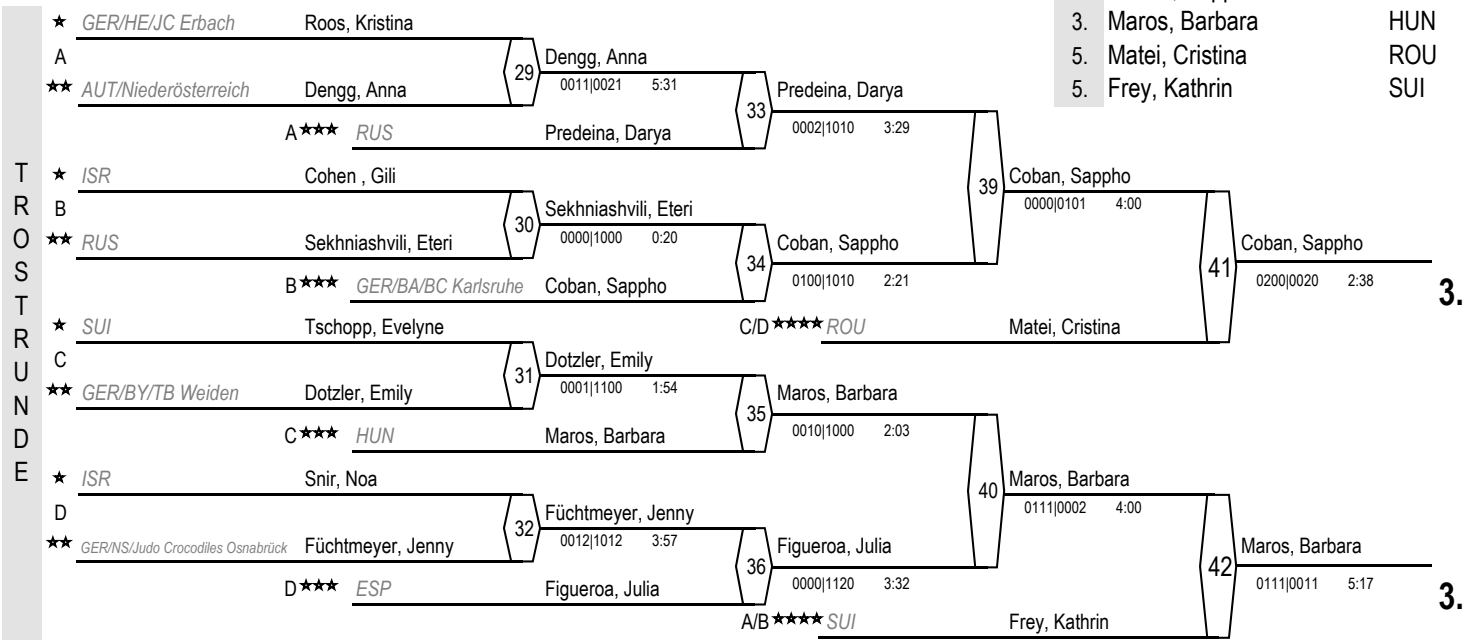 3. Maros, Barbara HUN
5. Matei, Cristina ROU
5. Frey, Kathrin SUI
TROSTRUNDE
★ GER/HE/JC Erbach Roos, Kristina
A
29 Dengg, Anna
0011|0021 5:31
★★ AUT/Niederösterreich Dengg, Anna
33 Predeina, Darya
0002|1010 3:29
A★★★ RUS Predeina, Darya
★ ISR Cohen , Gili
39 Coban, Sappho
0000|0101 4:00
B
30 Sekhniashvili, Eteri
0000|1000 0:20
★★ RUS Sekhniashvili, Eteri
34 Coban, Sappho
0100|1010 2:21
41 Coban, Sappho
0200|0020 2:38
3.
B★★★ GER/BA/BC Karlsruhe Coban, Sappho
★ SUI Tschopp, Evelyne
C/D★★★★ ROU Matei, Cristina
C
31 Dotzler, Emily
0001|1100 1:54
★★ GER/BY/TB Weiden Dotzler, Emily
35 Maros, Barbara
0010|1000 2:03
C★★★ HUN Maros, Barbara
★ ISR Snir, Noa
40 Maros, Barbara
0111|0002 4:00
D
32 Füchtmeyer, Jenny
0012|1012 3:57
★★ GER/NS/Judo Crocodiles Osnabrück Füchtmeyer, Jenny
36 Figueroa, Julia
0000|1120 3:32
42 Maros, Barbara
0111|0011 5:17
3.
D★★★ ESP Figueroa, Julia
A/B★★★★ SUI Frey, Kathrin